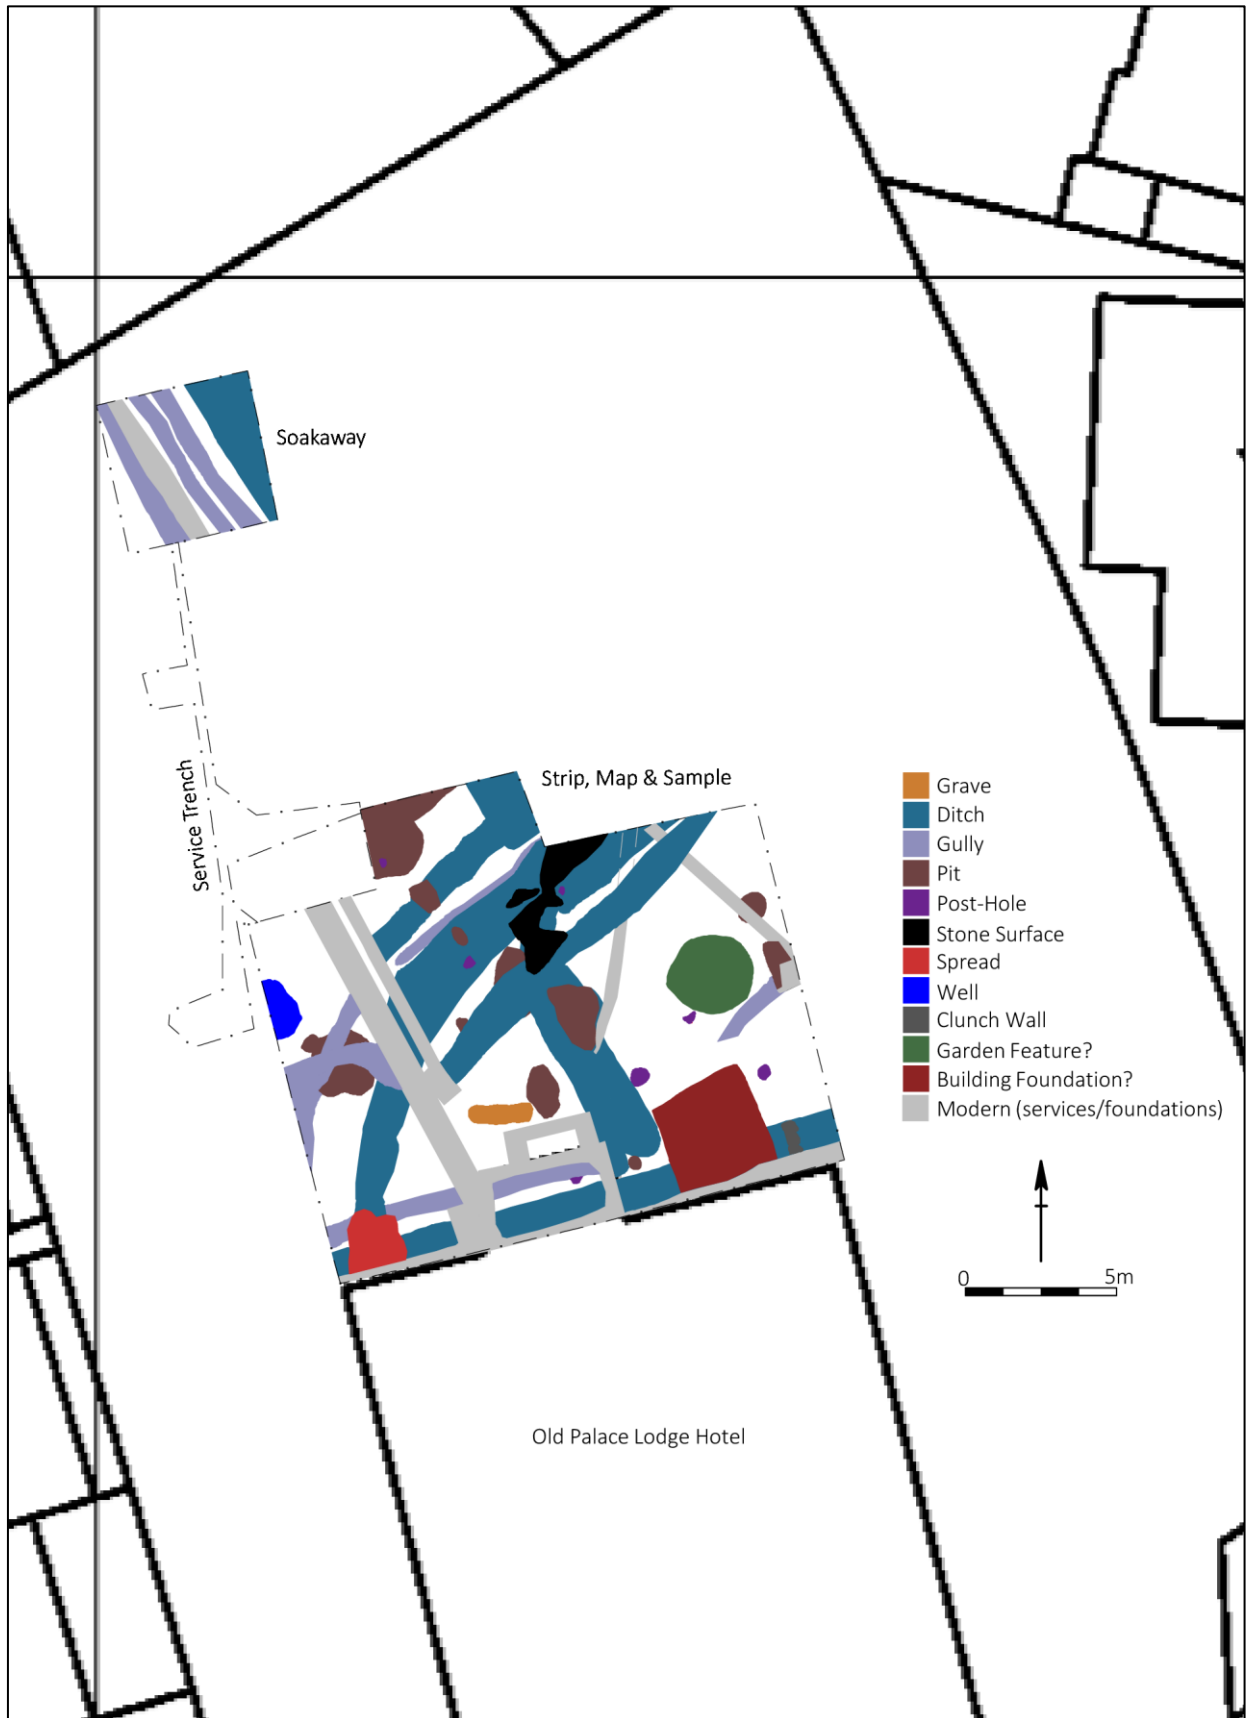 Soakaway
Strip, Map & Sample
Service Trench
Grave
Ditch
Gully
Pit
Post-Hole
Stone Surface
Spread
Well
Clunch Wall
Garden Feature?
Building Foundation?
Modern (services/foundations)
0 5m
Old Palace Lodge Hotel